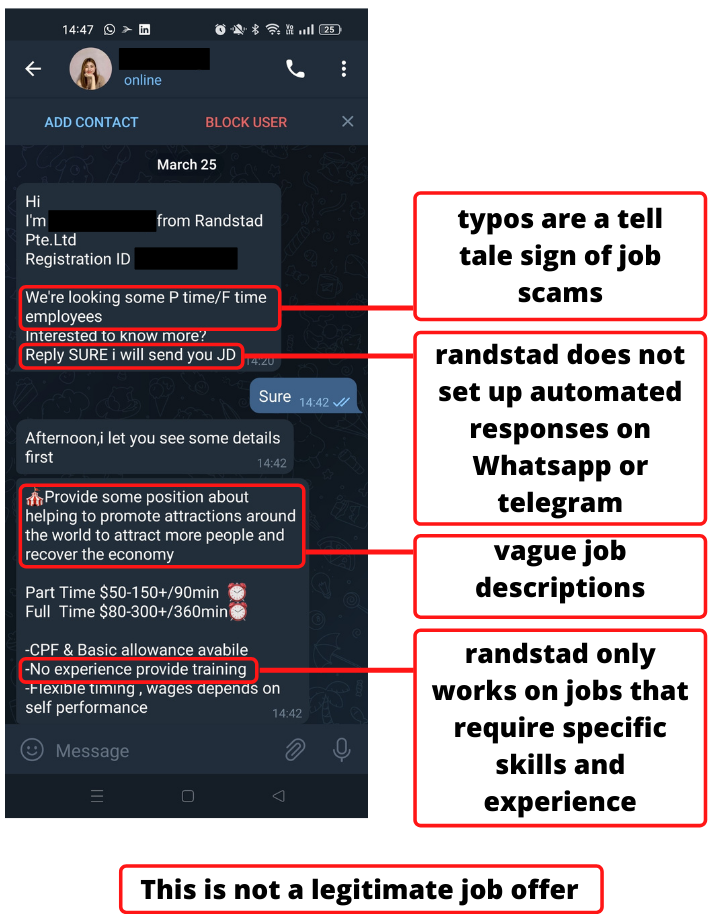 14:47
Vo
LTE
25
online
ADD CONTACT
BLOCK USER
March 25
Hi
I'm from Randstad
Pte.Ltd
Registration ID
We're looking some P time/F time
employees
Interested to know more?
Reply SURE i will send you JD
14:20
Sure
14:42
Afternoon,i let you see some details
first
14:42
Provide some position about
helping to promote attractions around
the world to attract more people and
recover the economy
Part Time $50-150+/90min
Full Time $80-300+/360min
-CPF & Basic allowance avabile
-No experience provide training
-Flexible timing , wages depends on
self performance
14:42
Message
typos are a tell
tale sign of job
scams
randstad does not
set up automated
responses on
Whatsapp or
telegram
vague job
descriptions
randstad only
works on jobs that
require specific
skills and
experience
This is not a legitimate job offer